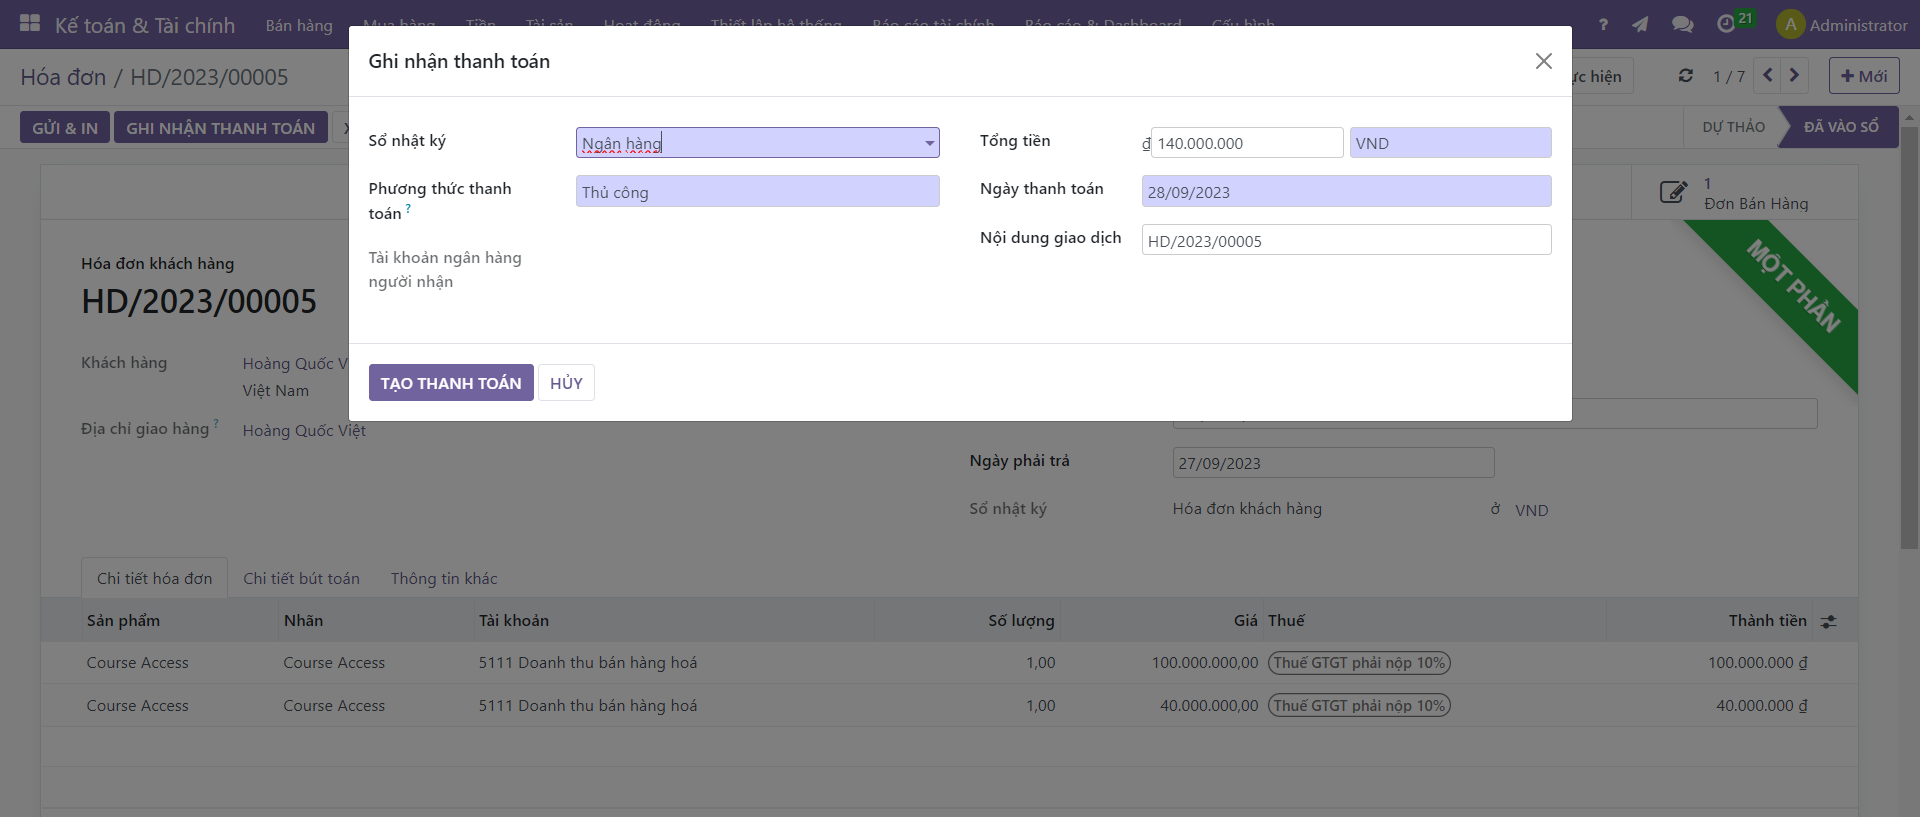 Kế toán & Tài chính Bán hàng Mua hàng Tiền Tài sản Hoạt động Thiết lập hệ thống Báo cáo tài chính Báo cáo & Dashboard Cấu hình ? 21 A Administrator
Hóa đơn / HD/2023/00005
1 / 7
+ Mới
GỬI & IN
GHI NHẬN THANH TOÁN
DỰ THẢO
ĐÃ VÀO SỔ
Ghi nhận thanh toán
Sổ nhật ký
Ngân hàng
Tổng tiền
₫ 140.000.000 VND
Phương thức thanh
toán ?
Thủ công
Ngày thanh toán
28/09/2023
Nội dung giao dịch
HD/2023/00005
Tài khoản ngân hàng
người nhận
TẠO THANH TOÁN
HỦY
1
Đơn Bán Hàng
MỘT PHẦN
Hóa đơn khách hàng
HD/2023/00005
Khách hàng
Hoàng Quốc V
Việt Nam
Địa chỉ giao hàng ?
Hoàng Quốc Việt
Ngày phải trả
27/09/2023
Sổ nhật ký
Hóa đơn khách hàng ở VND
Chi tiết hóa đơn Chi tiết bút toán Thông tin khác
Sản phẩm Nhãn Tài khoản Số lượng Giá Thuế Thành tiền
Course Access Course Access 5111 Doanh thu bán hàng hoá 1,00 100.000.000,00 Thuế GTGT phải nộp 10% 100.000.000 ₫
Course Access Course Access 5111 Doanh thu bán hàng hoá 1,00 40.000.000,00 Thuế GTGT phải nộp 10% 40.000.000 ₫